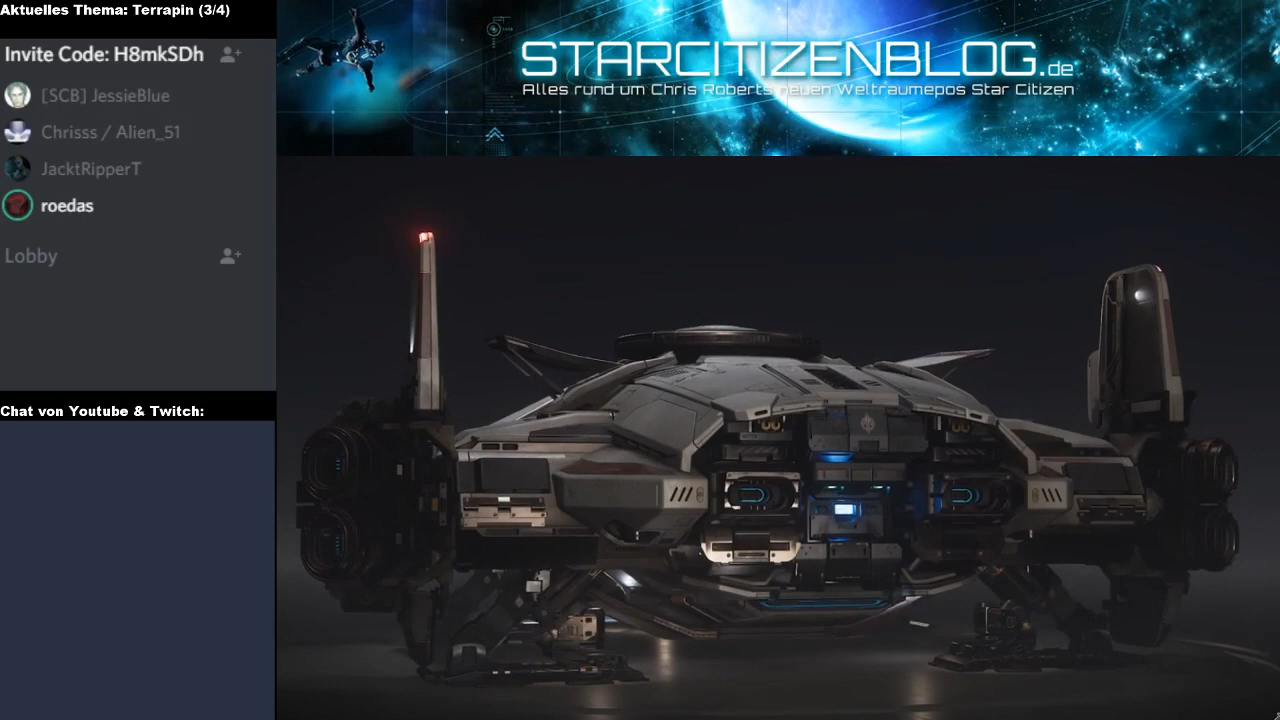 Aktuelles Thema: Terrapin (3/4)
Invite Code: H8mkSDh
[SCB] JessieBlue
Chrisss / Alien_51
JacktRipperT
roedas
Lobby
Chat von Youtube & Twitch:
STARCITIZENBLOG.de
Alles rund um Chris Roberts neuen Weltraumepos Star Citizen